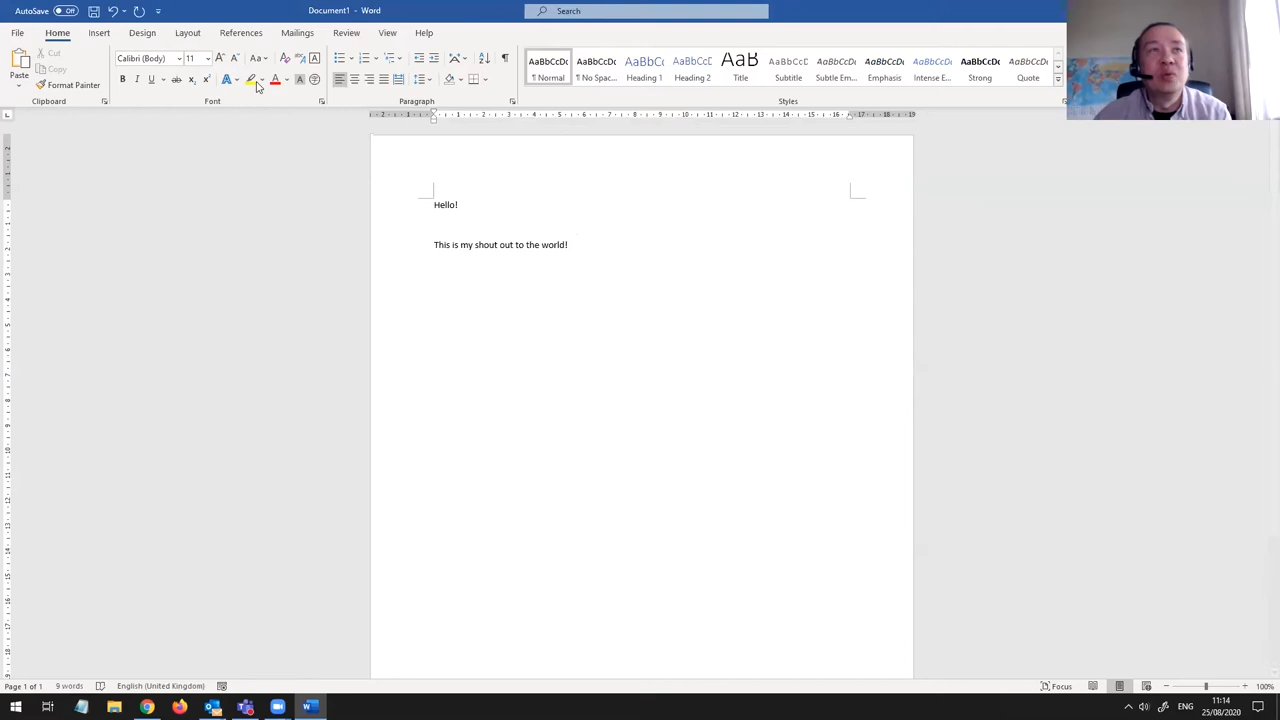 AutoSave Off
Document1 - Word
Search
File Home Insert Design Layout References Mailings Review View Help
Paste
Cut
Copy
Format Painter
Clipboard
Calibri (Body) 11
Font
Paragraph
AaBbCcDc AaBbCcDc AaBbCc AaBbCcD AaB AaBbCcD AaBbCcDc AaBbCcDc AaBbCcDc AaBbCcDc AaBbCcDc
¶ Normal ¶ No Spac... Heading 1 Heading 2 Title Subtitle Subtle Em... Emphasis Intense E... Strong Quote
Styles
Hello!
This is my shout out to the world!
Page 1 of 1 9 words English (United Kingdom) Focus 100%
ENG
11:14
25/08/2020